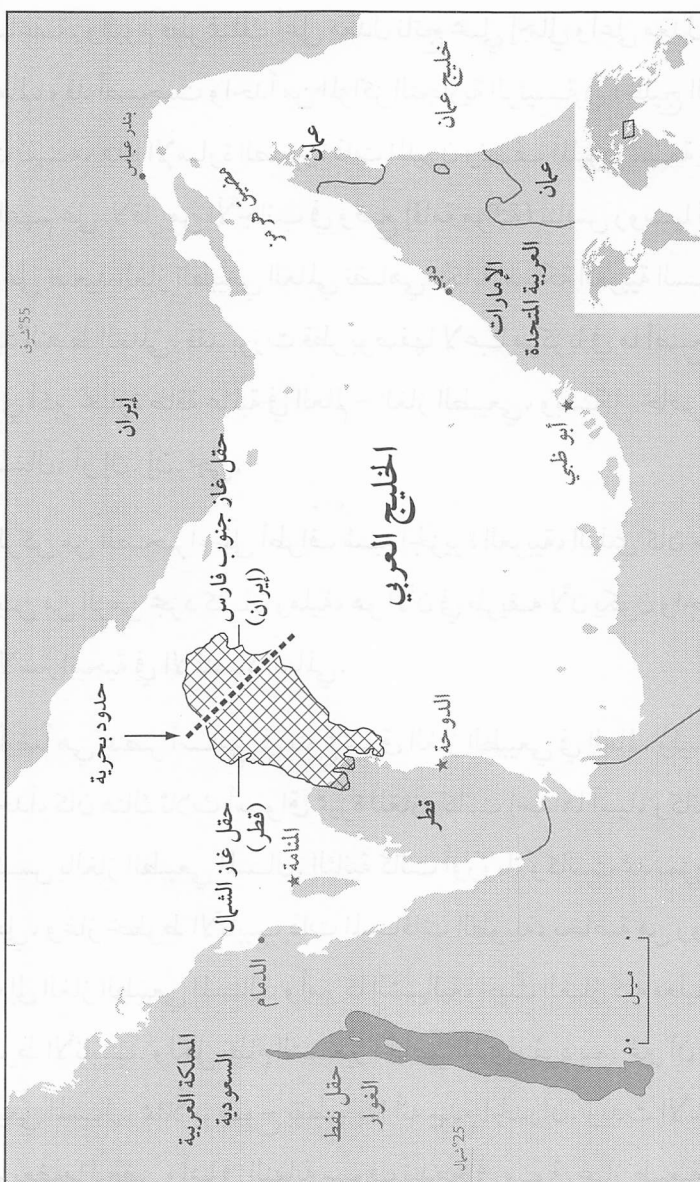 55° شرق
بندر عباس
إيران
مضيق هرمز
عمان
خليج عمان
عمان
حدود بحرية
حقل غاز جنوب فارس
(إيران)
الخليج العربي
دبي
الإمارات
العربية المتحدة
أبو ظبي
حقل غاز الشمال
(قطر)
المنامة
الدوحة
قطر
الدمام
المملكة العربية
السعودية
حقل نفط
الغوار
25° شمال
٠ ميل ٥٠